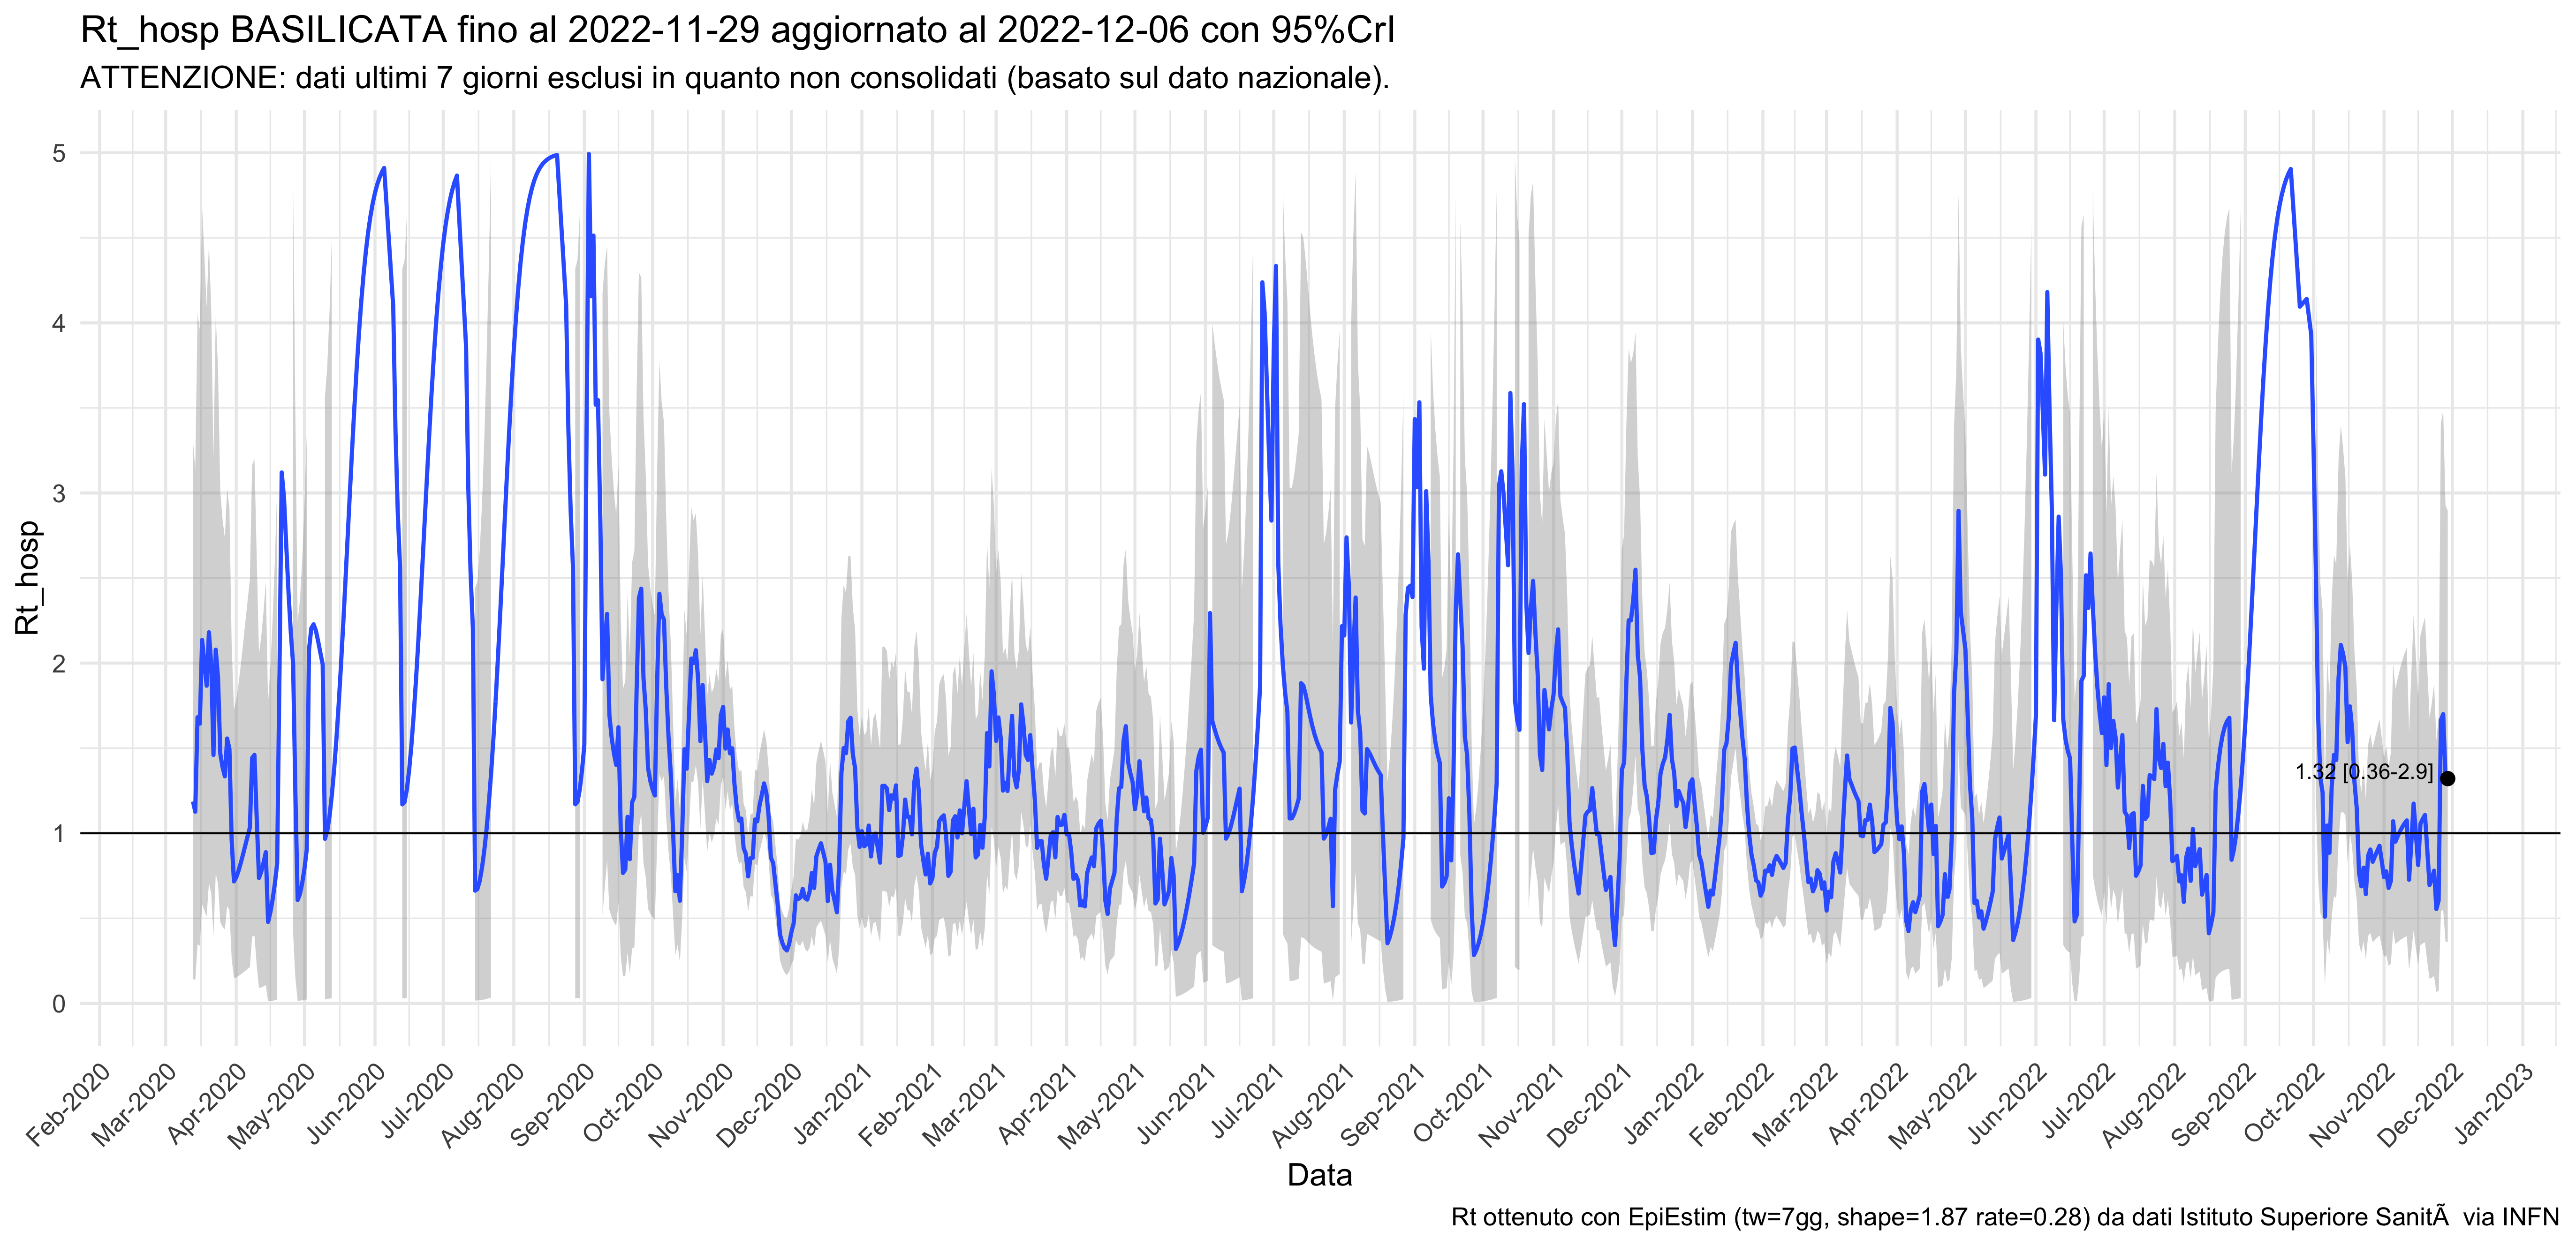 Rt_hosp BASILICATA fino al 2022-11-29 aggiornato al 2022-12-06 con 95%CrI
ATTENZIONE: dati ultimi 7 giorni esclusi in quanto non consolidati (basato sul dato nazionale).
Rt_hosp
5
4
3
2
1
0
1.32 [0.36-2.9]
Feb-2020
Mar-2020
Apr-2020
May-2020
Jun-2020
Jul-2020
Aug-2020
Sep-2020
Oct-2020
Nov-2020
Dec-2020
Jan-2021
Feb-2021
Mar-2021
Apr-2021
May-2021
Jun-2021
Jul-2021
Aug-2021
Sep-2021
Oct-2021
Nov-2021
Dec-2021
Jan-2022
Feb-2022
Mar-2022
Apr-2022
May-2022
Jun-2022
Jul-2022
Aug-2022
Sep-2022
Oct-2022
Nov-2022
Dec-2022
Jan-2023
Data
Rt ottenuto con EpiEstim (tw=7gg, shape=1.87 rate=0.28) da dati Istituto Superiore SanitÃ  via INFN